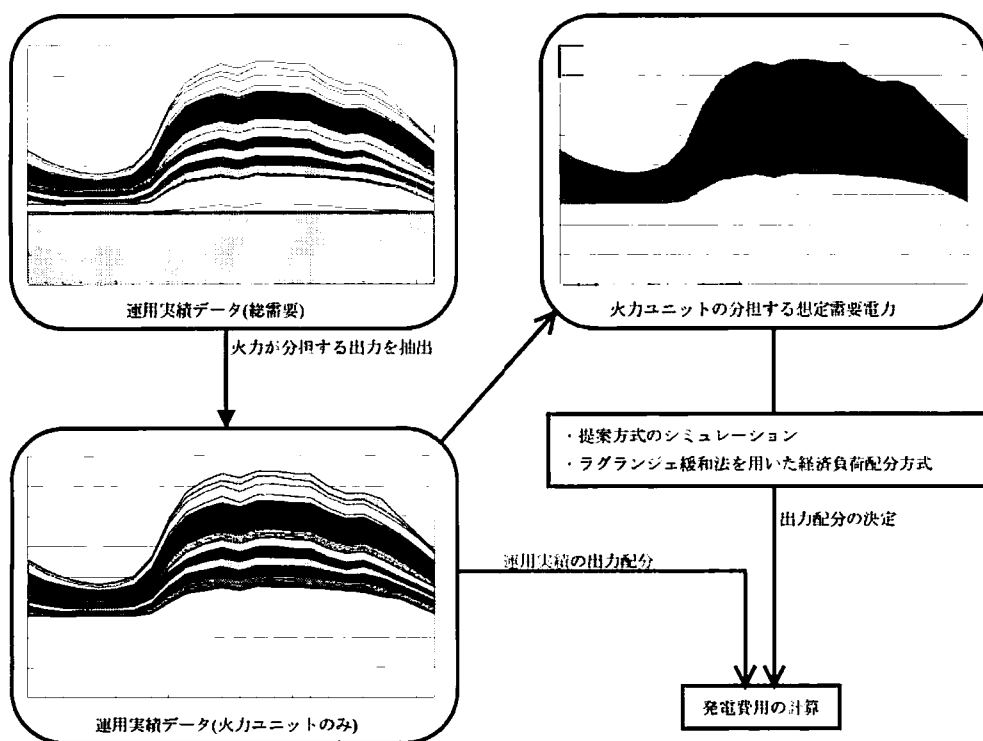 運用実績データ(総需要)
火力ユニットの分担する想定需要電力
火力が分担する出力を抽出
・提案方式のシミュレーション
・ラグランジェ緩和法を用いた経済負荷配分方式
出力配分の決定
運用実績の出力配分
運用実績データ(火力ユニットのみ)
発電費用の計算